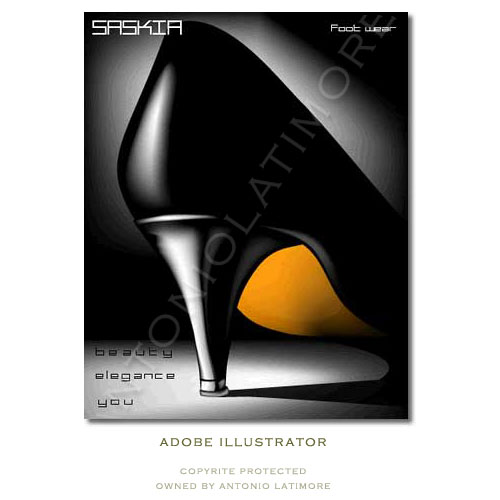 SASKIA
Foot wear
ANTONIOLATIMORE
beauty
elegance
you
ADOBE ILLUSTRATOR
COPYRITE PROTECTED
OWNED BY ANTONIO LATIMORE